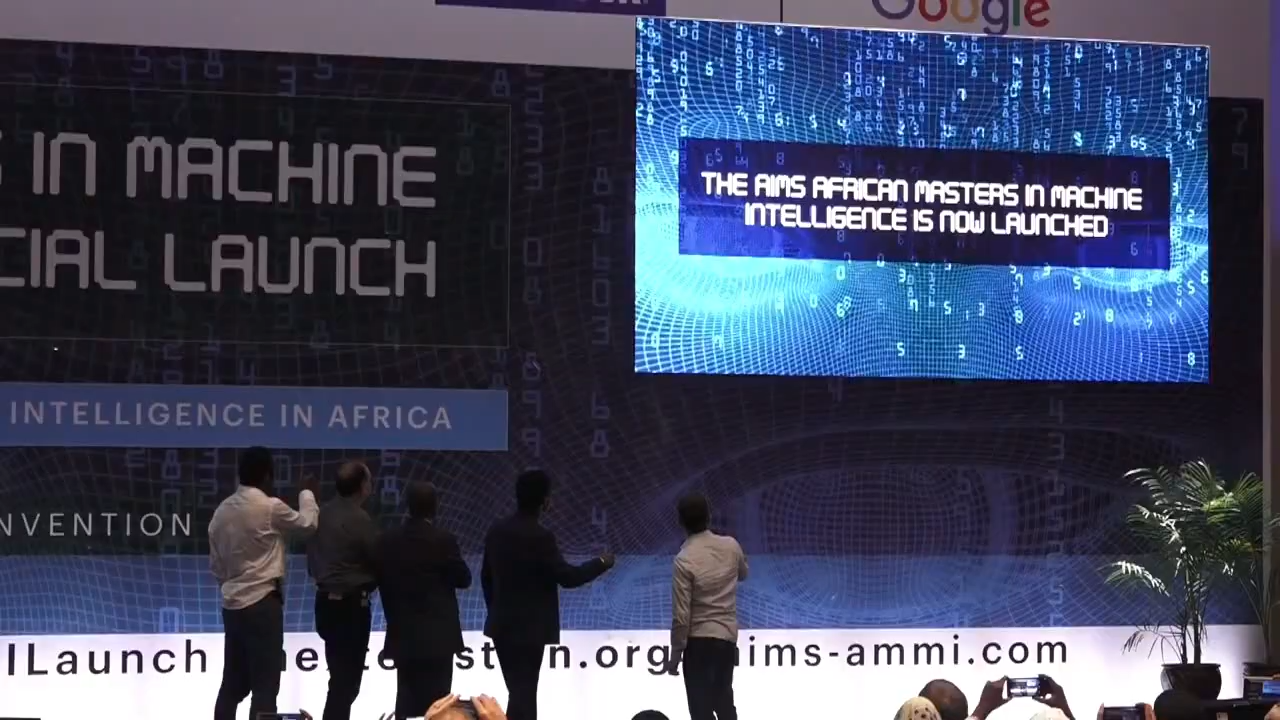 Google
IN MACHINE
CIAL LAUNCH
THE AIMS AFRICAN MASTERS IN MACHINE
INTELLIGENCE IS NOW LAUNCHED
INTELLIGENCE IN AFRICA
NVENTION
ILaunch n.org aims-ammi.com